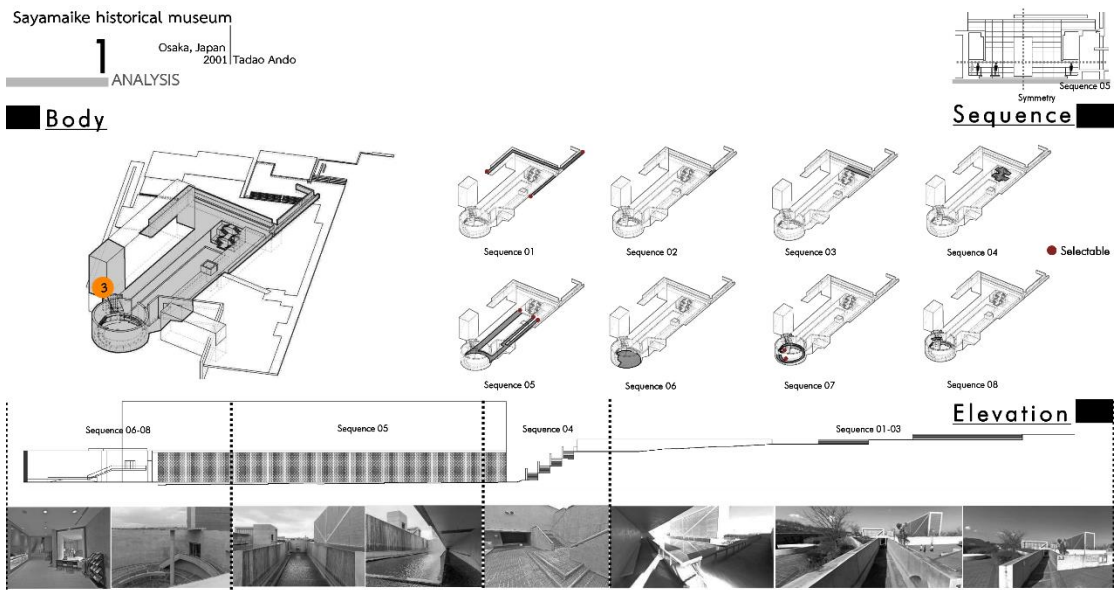 Sayamaike historical museum
1
Osaka, Japan
2001 | Tadao Ando
ANALYSIS
Sequence 05
Symmetry
Body
Sequence
3
Sequence 01
Sequence 02
Sequence 03
Sequence 04
Selectable
Sequence 05
Sequence 06
Sequence 07
Sequence 08
Elevation
Sequence 06-08
Sequence 05
Sequence 04
Sequence 01-03